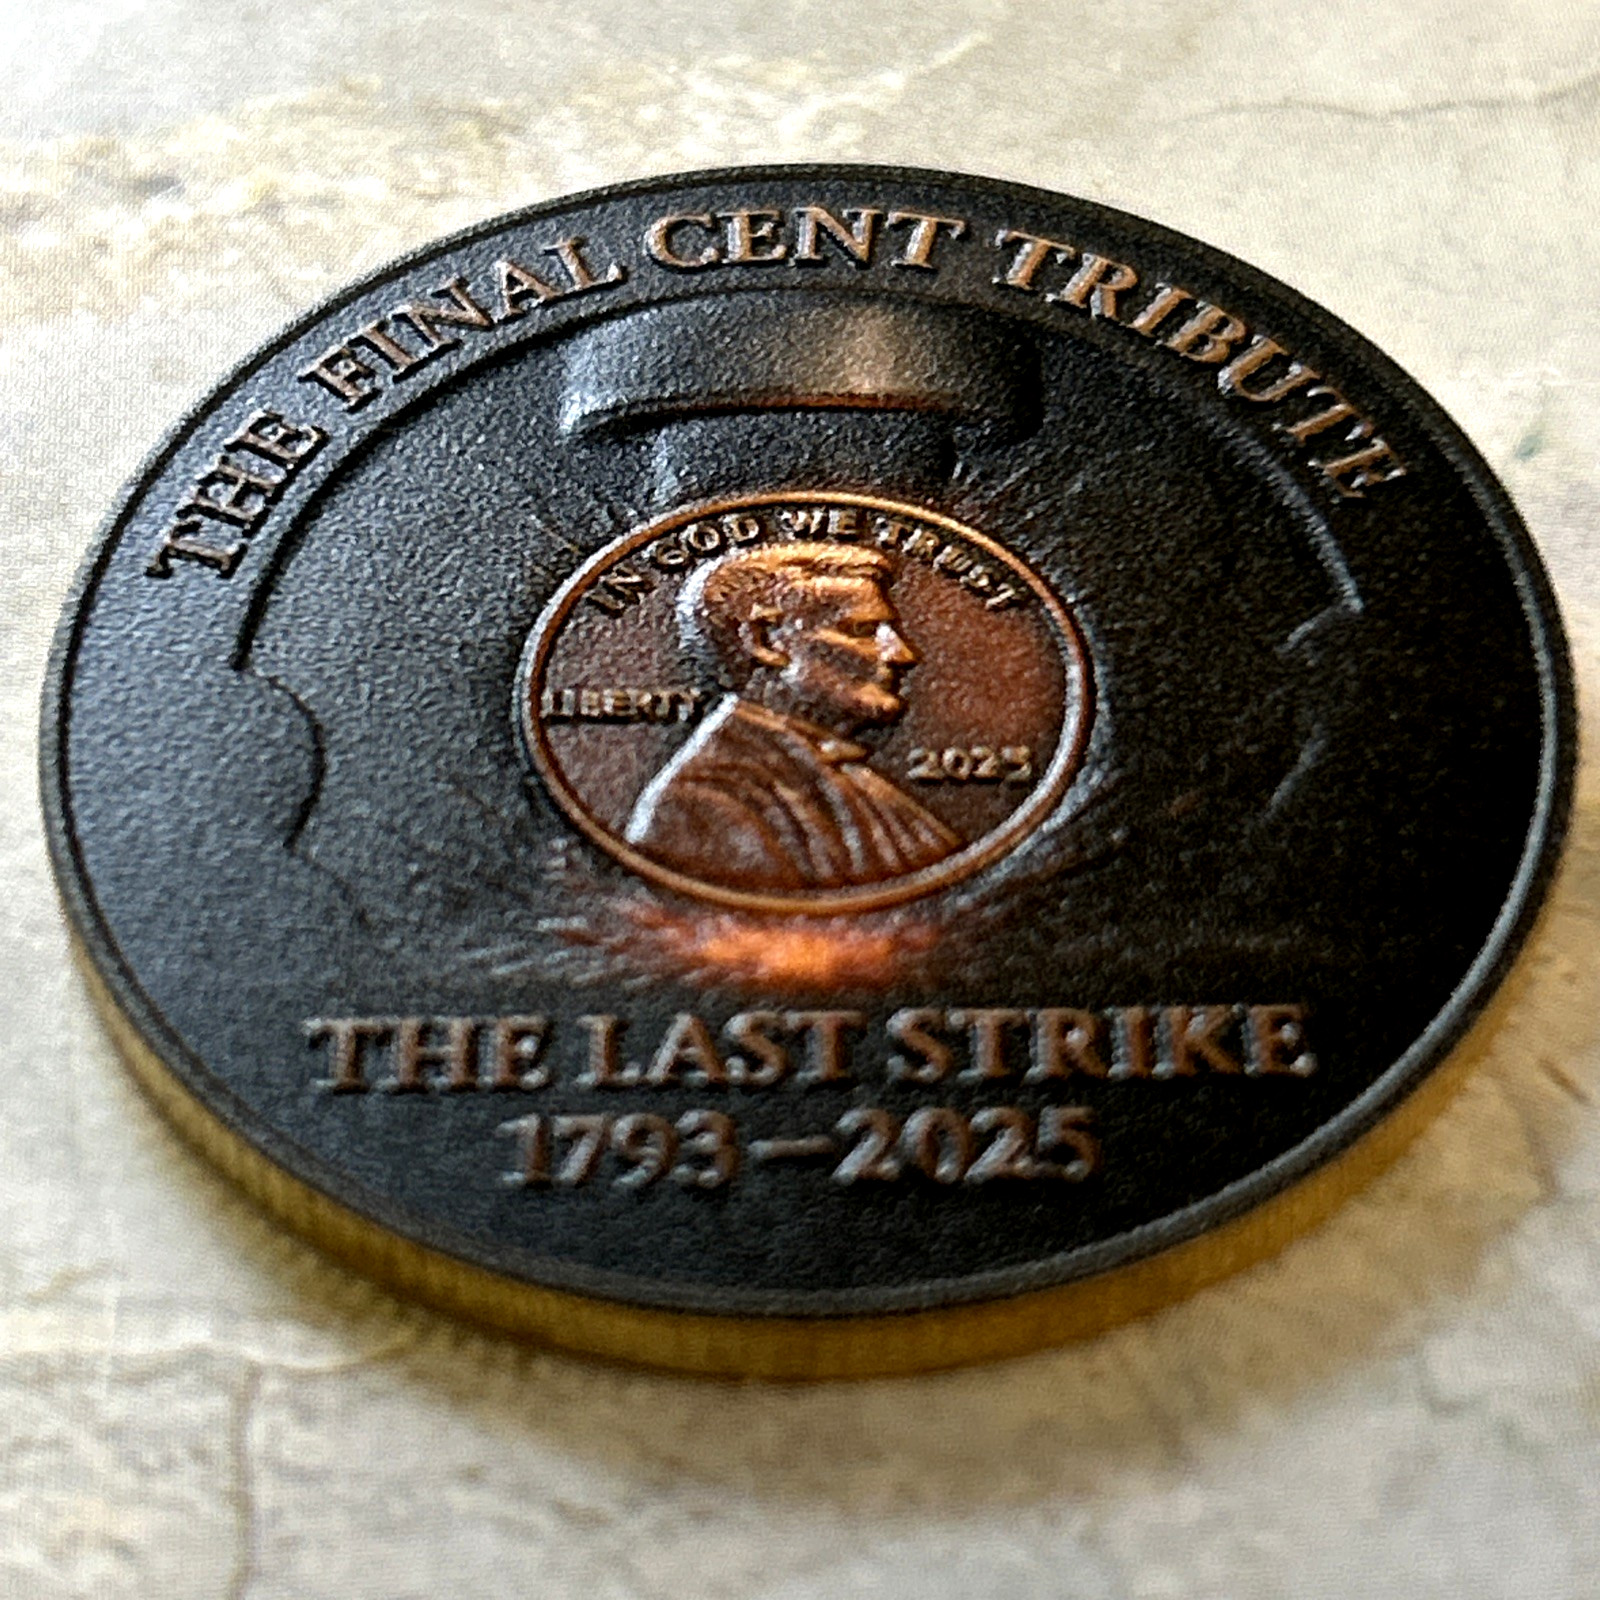 THE FINAL CENT TRIBUTE
IN GOD WE TRUST
LIBERTY
2025
THE LAST STRIKE
1793–2025